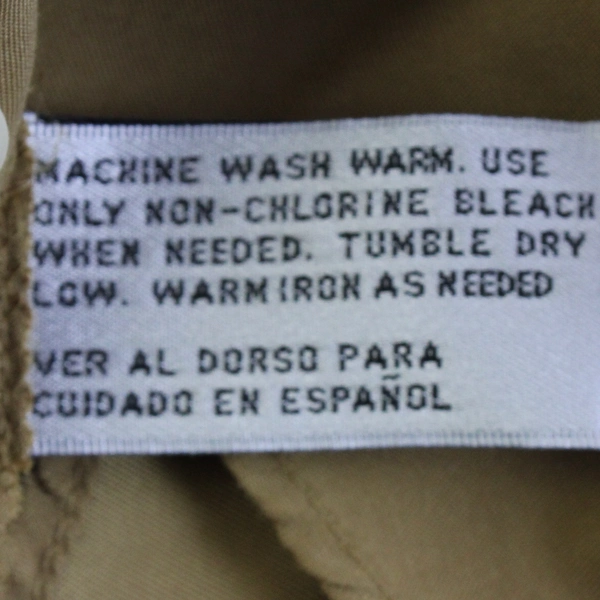 MACHINE WASH WARM. USE
ONLY NON-CHLORINE BLEACH
WHEN NEEDED. TUMBLE DRY
LOW. WARM IRON AS NEEDED
VER AL DORSO PARA
CUIDADO EN ESPAÑOL